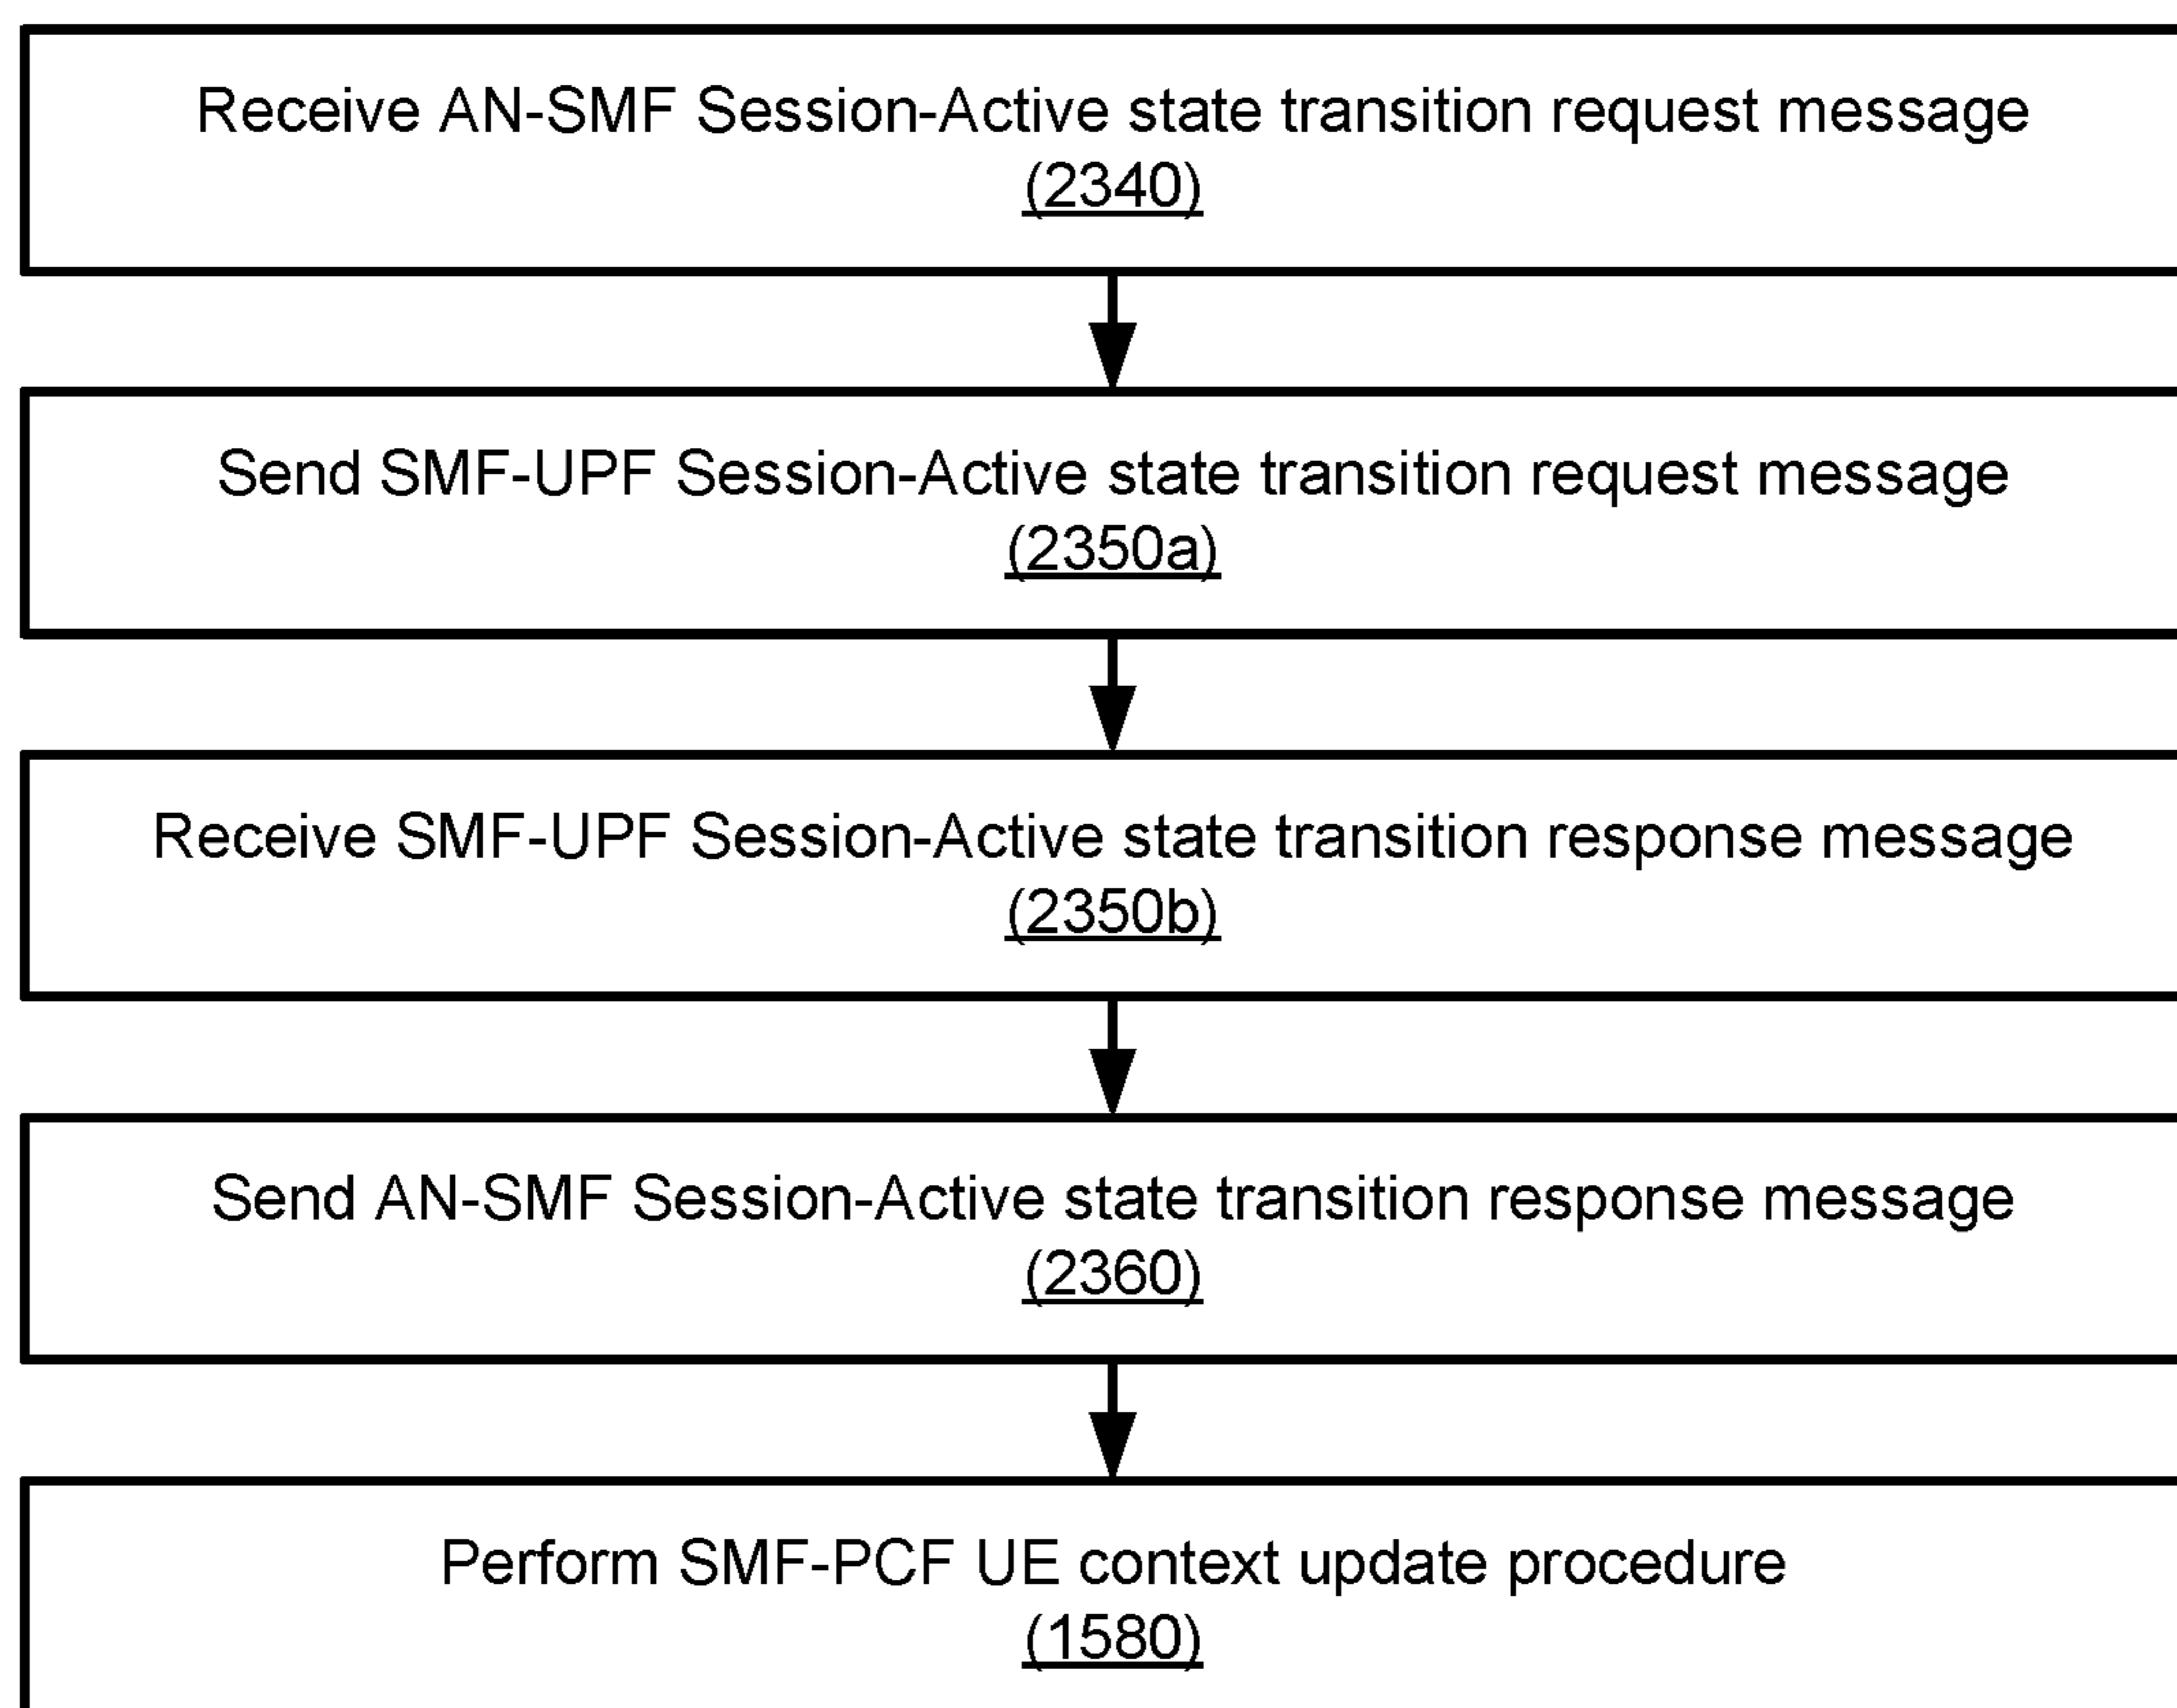 Receive AN-SMF Session-Active state transition request message
(2340)
Send SMF-UPF Session-Active state transition request message
(2350a)
Receive SMF-UPF Session-Active state transition response message
(2350b)
Send AN-SMF Session-Active state transition response message
(2360)
Perform SMF-PCF UE context update procedure
(1580)